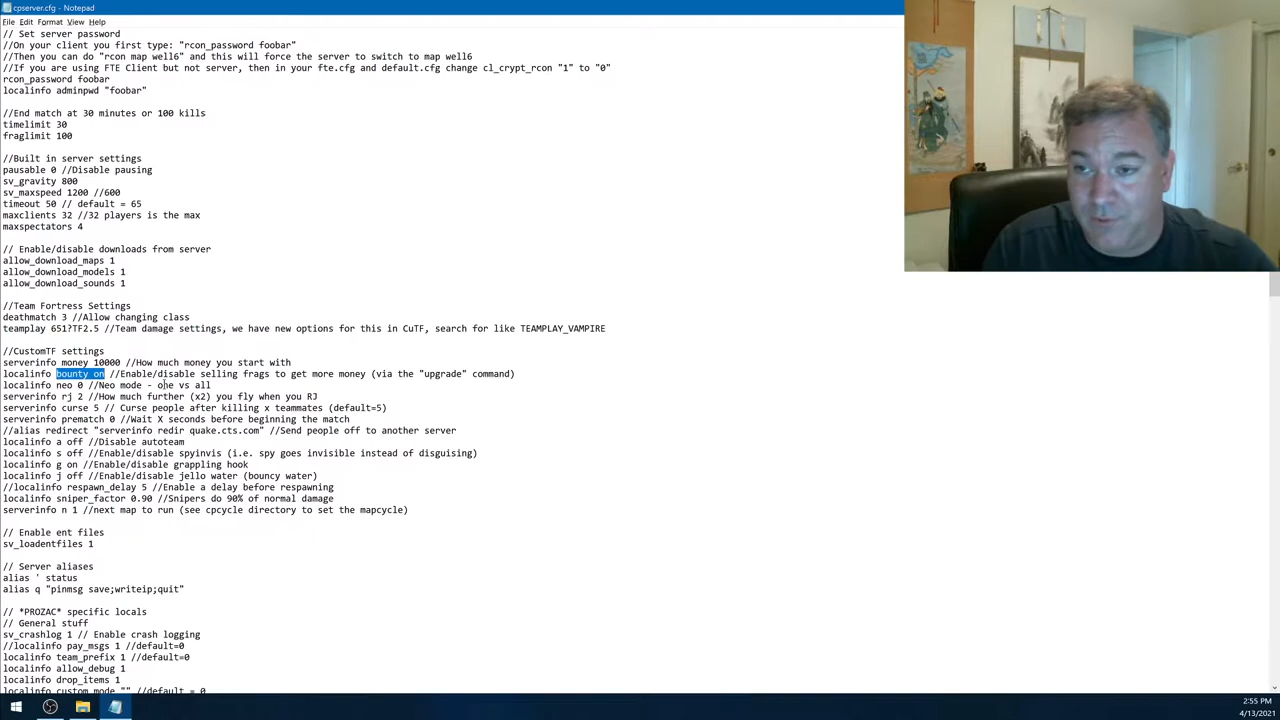 cpserver.cfg - Notepad
File Edit Format View Help
// Set server password
//On your client you first type: "rcon_password foobar"
//Then you can do "rcon map well6" and this will force the server to switch to map well6
//If you are using FTE Client but not server, then in your fte.cfg and default.cfg change cl_crypt_rcon "1" to "0"
rcon_password foobar
localinfo adminpwd "foobar"
//End match at 30 minutes or 100 kills
timelimit 30
fraglimit 100
//Built in server settings
pausable 0 //Disable pausing
sv_gravity 800
sv_maxspeed 1200 //600
timeout 50 // default = 65
maxclients 32 //32 players is the max
maxspectators 4
// Enable/disable downloads from server
allow_download_maps 1
allow_download_models 1
allow_download_sounds 1
//Team Fortress Settings
deathmatch 3 //Allow changing class
teamplay 651?TF2.5 //Team damage settings, we have new options for this in CuTF, search for like TEAMPLAY_VAMPIRE
//CustomTF settings
serverinfo money 10000 //How much money you start with
localinfo bounty on //Enable/disable selling frags to get more money (via the "upgrade" command)
localinfo neo 0 //Neo mode - one vs all
serverinfo rj 2 //How much further (x2) you fly when you RJ
serverinfo curse 5 // Curse people after killing x teammates (default=5)
serverinfo prematch 0 //Wait X seconds before beginning the match
//alias redirect "serverinfo redir quake.cts.com" //Send people off to another server
localinfo a off //Disable autoteam
localinfo s off //Enable/disable spyinvis (i.e. spy goes invisible instead of disguising)
localinfo g on //Enable/disable grappling hook
localinfo j off //Enable/disable jello water (bouncy water)
//localinfo respawn_delay 5 //Enable a delay before respawning
localinfo sniper_factor 0.90 //Snipers do 90% of normal damage
serverinfo n 1 //next map to run (see cpcycle directory to set the mapcycle)
// Enable ent files
sv_loadentfiles 1
// Server aliases
alias ' status
alias q "pinmsg save;writeip;quit"
// *PROZAC* specific locals
// General stuff
sv_crashlog 1 // Enable crash logging
//localinfo pay_msgs 1 //default=0
localinfo team_prefix 1 //default=0
localinfo allow_debug 1
localinfo drop_items 1
localinfo custom_mode "" //default = 0
2:55 PM
4/13/2021